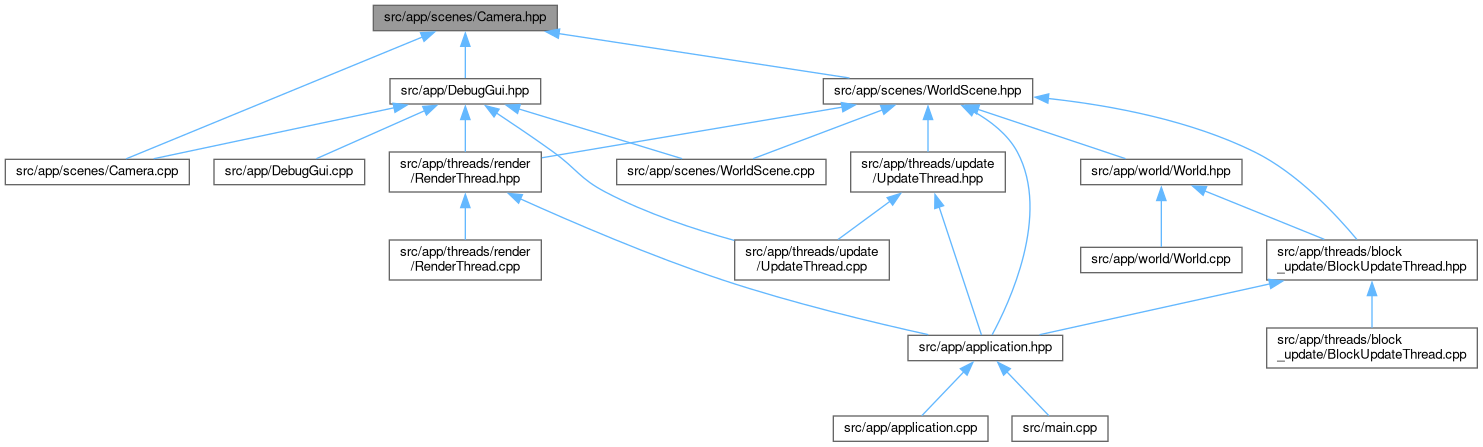 src/app/scenes/Camera.hpp
src/app/DebugGui.hpp
src/app/scenes/WorldScene.hpp
src/app/scenes/Camera.cpp
src/app/DebugGui.cpp
src/app/threads/render
/RenderThread.hpp
src/app/scenes/WorldScene.cpp
src/app/threads/update
/UpdateThread.hpp
src/app/world/World.hpp
src/app/threads/render
/RenderThread.cpp
src/app/threads/update
/UpdateThread.cpp
src/app/world/World.cpp
src/app/threads/block
_update/BlockUpdateThread.hpp
src/app/application.hpp
src/app/threads/block
_update/BlockUpdateThread.cpp
src/app/application.cpp
src/main.cpp